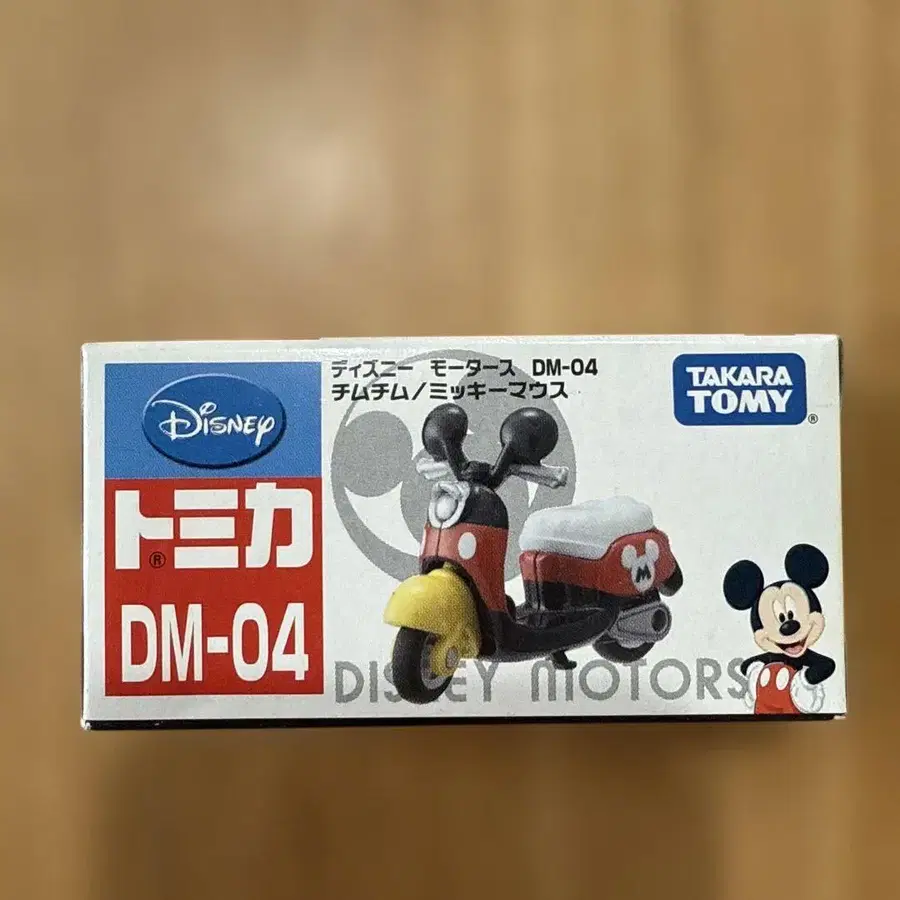 Disney
トミカ
®
DM-04
ディズニー モータース DM-04
チムチム/ミッキーマウス
TAKARA
TOMY
®
M
DISNEY MOTORS